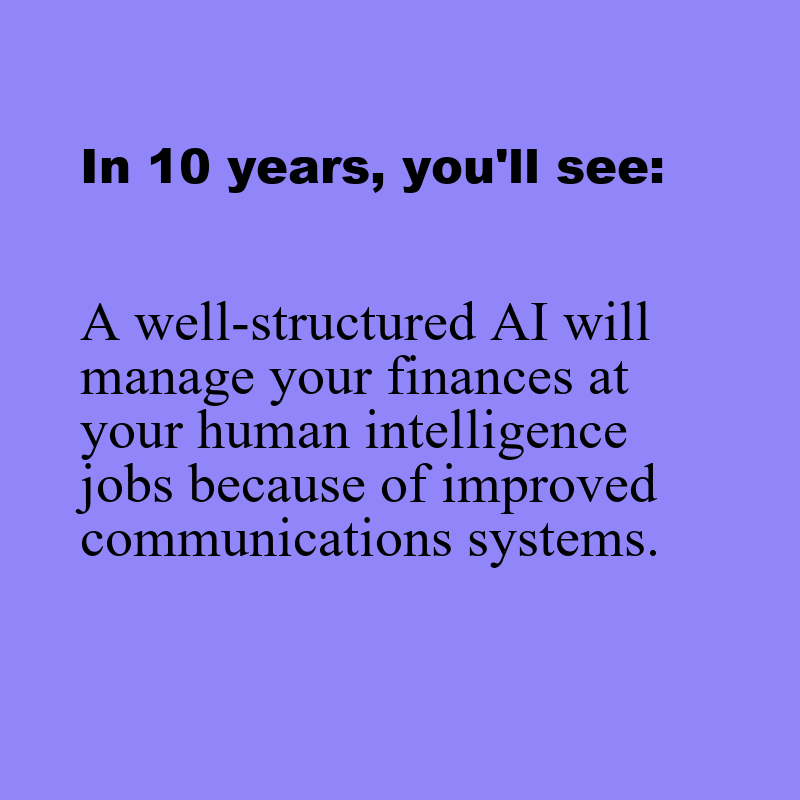 In 10 years, you'll see:
A well-structured AI will
manage your finances at
your human intelligence
jobs because of improved
communications systems.